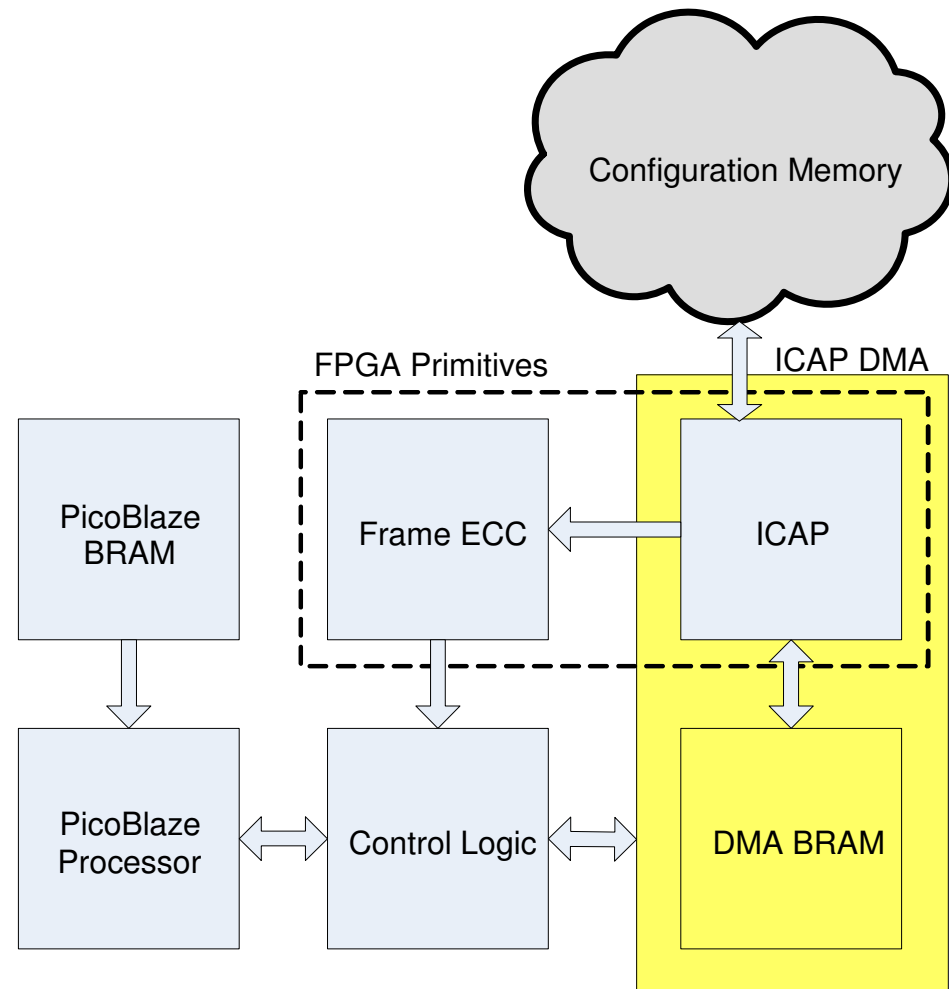 Configuration Memory
FPGA Primitives
ICAP DMA
PicoBlaze
BRAM
Frame ECC
ICAP
PicoBlaze
Processor
Control Logic
DMA BRAM